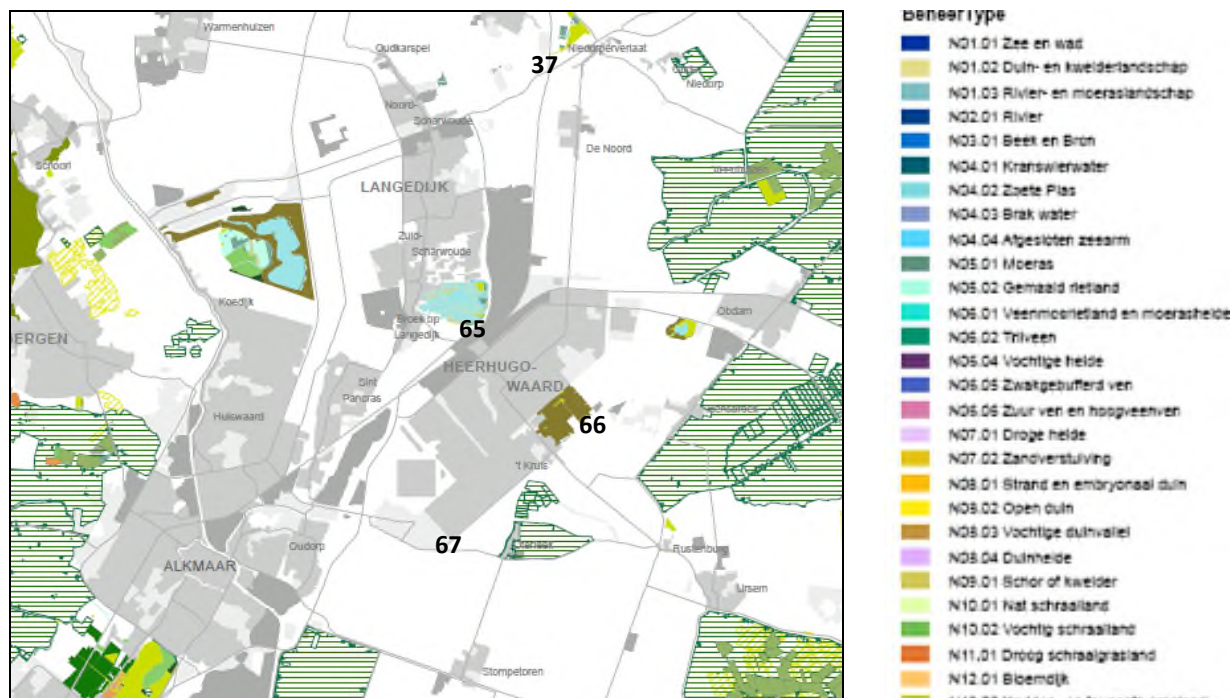 Warmenhuizen
Oudkarspel
37
Niedorperverlaat
Niedorp
Noord-
Scharwoude
De Noord
Schoorl
LANGEDIJK
Zuid-
Scharwoude
Koedijk
Broek op
Langedijk
65
Obdam
BERGEN
HEERHUGO-
WAARD
Sint
Pancras
Huiswaard
66
't Kruis
67
Oudorp
Rustenburg
ALKMAAR
Ursem
Stompetoren
BeheerType
N01.01 Zee en wad
N01.02 Duin- en kwelderlandschap
N01.03 Rivier- en moeraslandschap
N02.01 Rivier
N03.01 Beek en Bron
N04.01 Kranswierwater
N04.02 Zoete Plas
N04.03 Brak water
N04.04 Afgesloten zeearm
N05.01 Moeras
N05.02 Gemaaid rietland
N06.01 Veenmosrietland en moerasheide
N06.02 Trilveen
N06.04 Vochtige heide
N06.05 Zwakgebufferd ven
N06.06 Zuur ven en hoogveenven
N07.01 Droge heide
N07.02 Zandverstuiving
N08.01 Strand en embryonaal duin
N08.02 Open duin
N08.03 Vochtige duinvallei
N08.04 Duinheide
N09.01 Schor of kwelder
N10.01 Nat schraalland
N10.02 Vochtig schraalland
N11.01 Droog schraalgrasland
N12.01 Bloemdijk